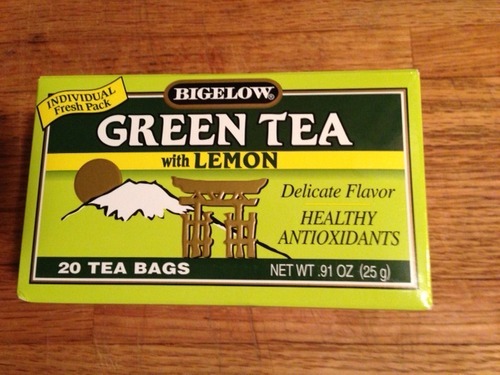 INDIVIDUAL
Fresh Pack
BIGELOW®
GREEN TEA
with LEMON
Delicate Flavor
HEALTHY
ANTIOXIDANTS
20 TEA BAGS
NET WT .91 OZ (25 g)